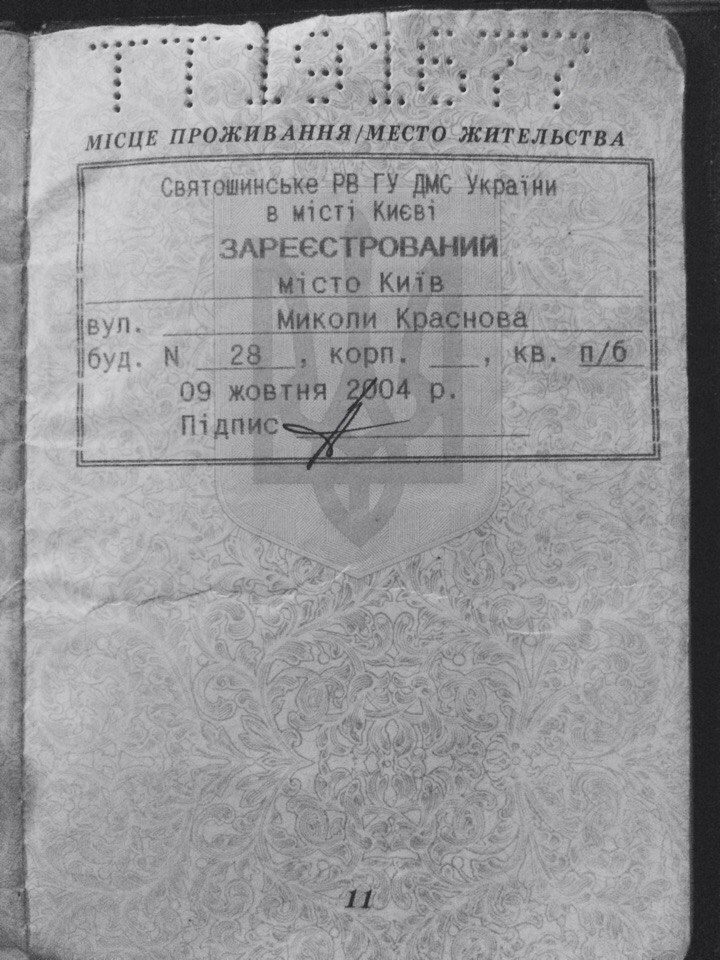 ТТ191677
МІСЦЕ ПРОЖИВАННЯ/МЕСТО ЖИТЕЛЬСТВА
Святошинське РВ ГУ ДМС України
в місті Києві
ЗАРЕЄСТРОВАНИЙ
місто Київ
вул. Миколи Краснова
буд. N 28, корп. ___, кв. п/б
09 жовтня 2004 р.
Підпис
11